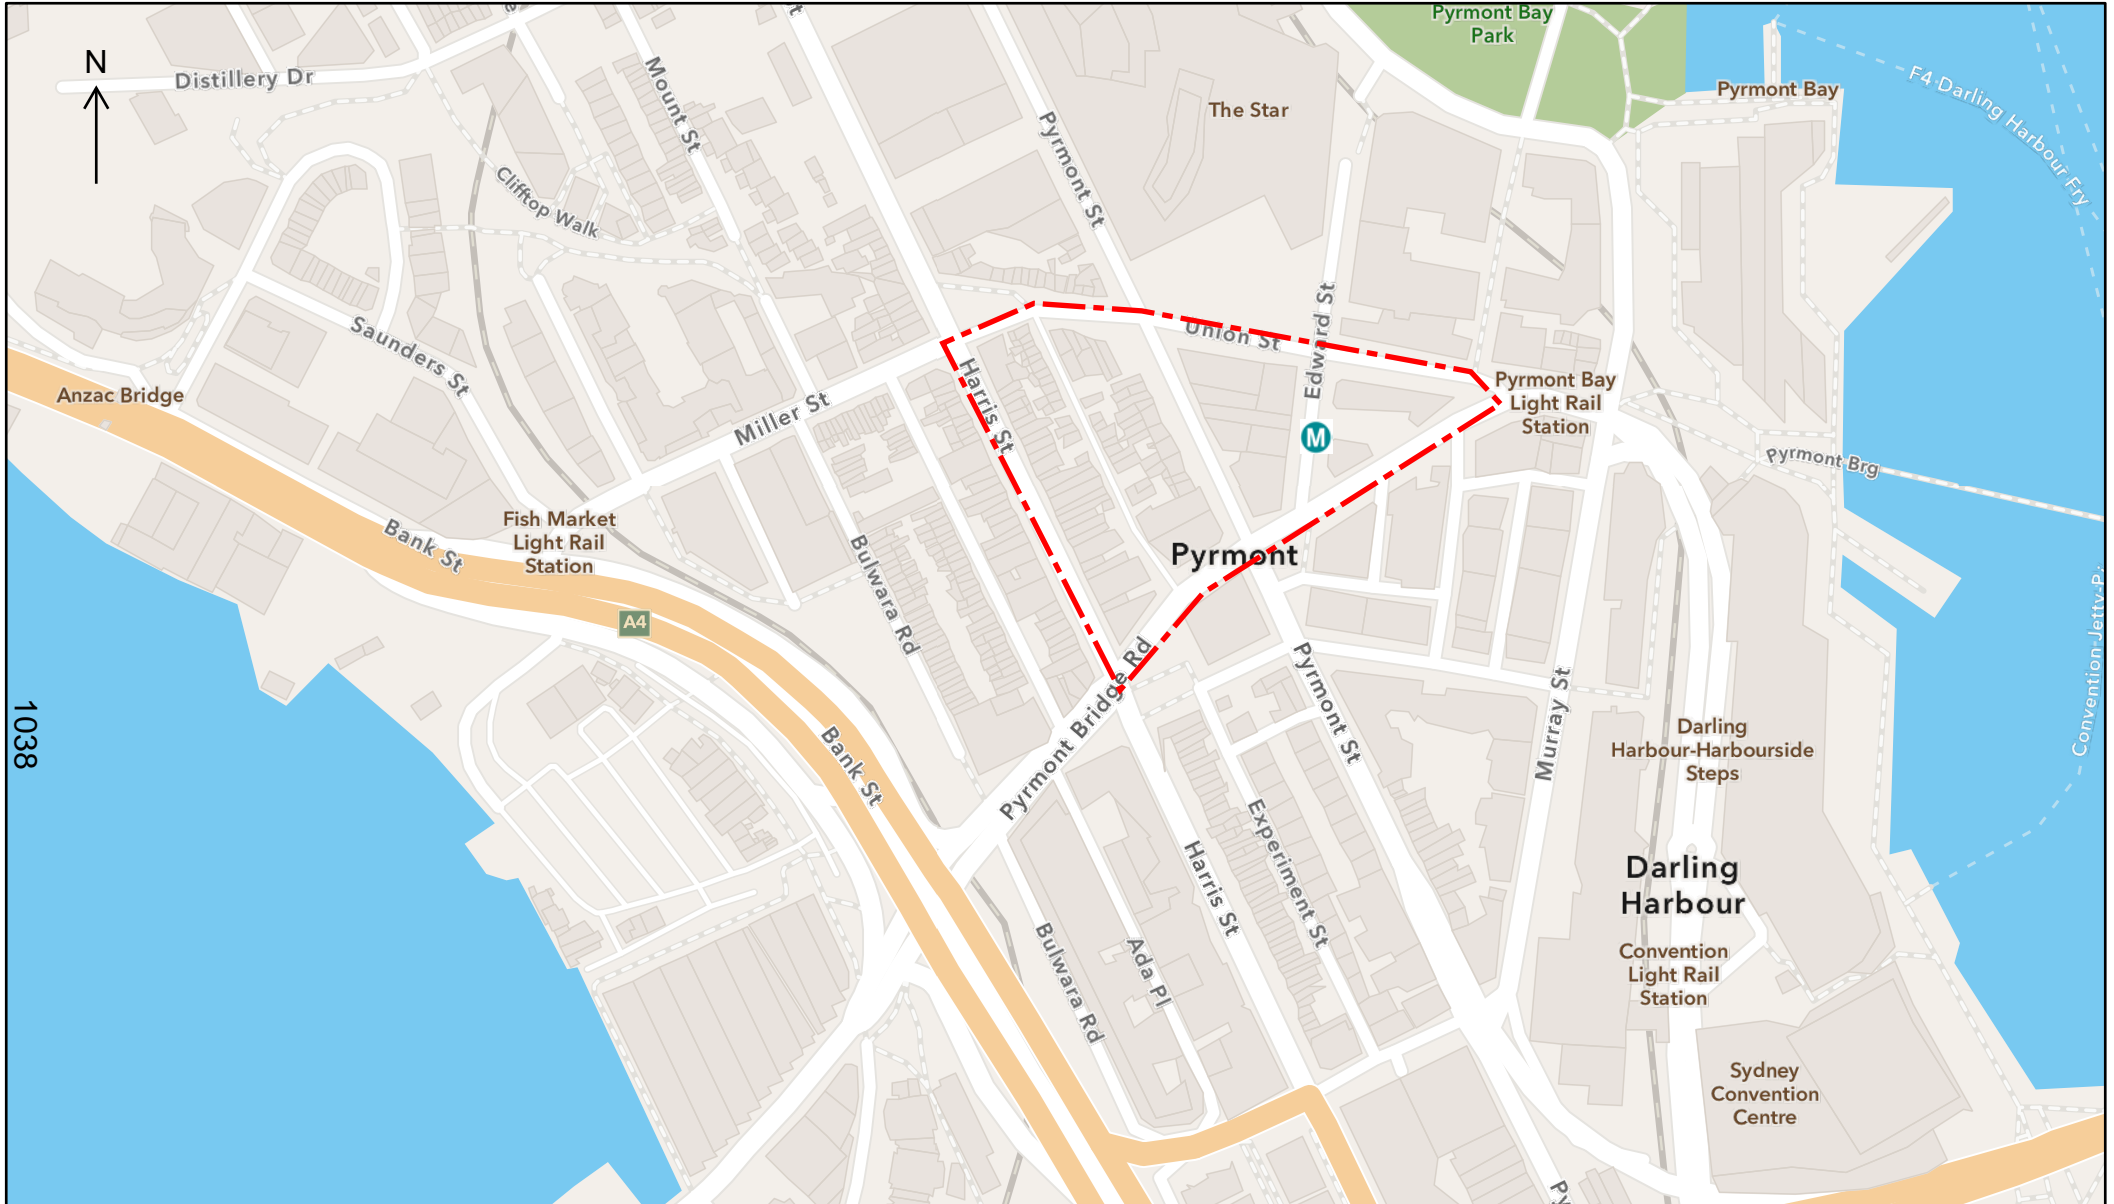 Pyrmont Bay
Park
N
Distillery Dr
Mount St
The Star
Pyrmont St
Pyrmont Bay
F4 Darling Harbour Fry
Clifftop Walk
Saunders St
Union St
Edward St
Harris St
Anzac Bridge
Miller St
Pyrmont Bay
Light Rail
Station
M
Pyrmont Brg
Fish Market
Light Rail
Station
Bank St
Bulwara Rd
Pyrmont
A4
Pyrmont Bridge Rd
Pyrmont St
Murray St
Convention Jetty-Pi
1038
Bank St
Darling
Harbour-Harbourside
Steps
Harris St
Experiment St
Darling
Harbour
Bulwara Rd
Ada Pl
Convention
Light Rail
Station
Sydney
Convention
Centre
Py